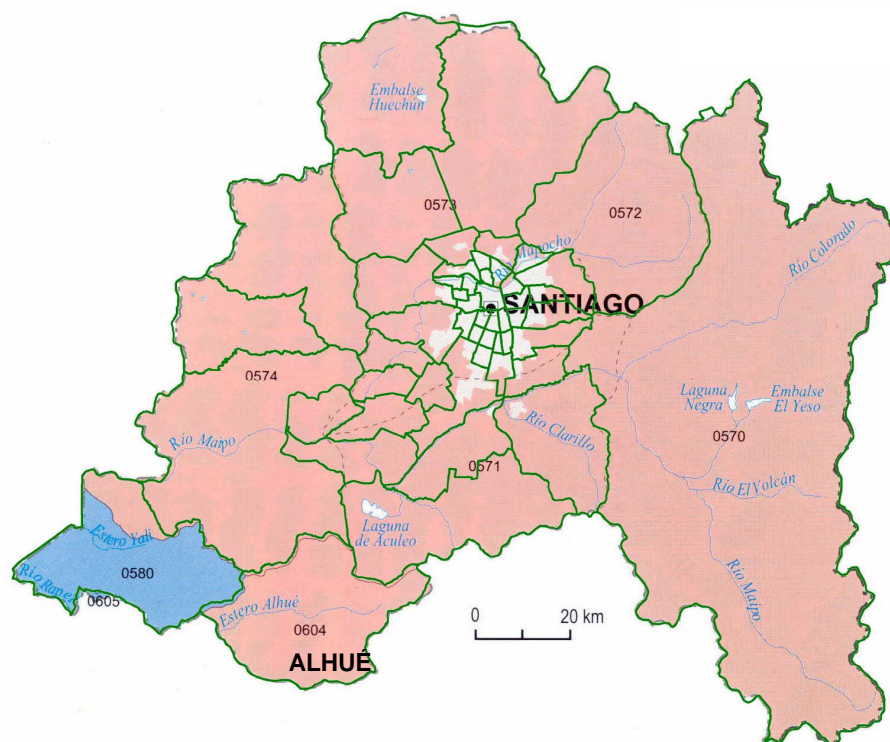 Embalse
Huechún
0573
0572
Río Mapocho
Río Colorado
SANTIAGO
0574
Laguna
Negra
Embalse
El Yeso
0570
Río Maipo
Río Clarillo
0571
Río El Volcán
Laguna
de Aculeo
Estero Yali
0580
Río Rapel
0605
Río Maipo
Estero Alhué
0604
0 20 km
ALHUÉ